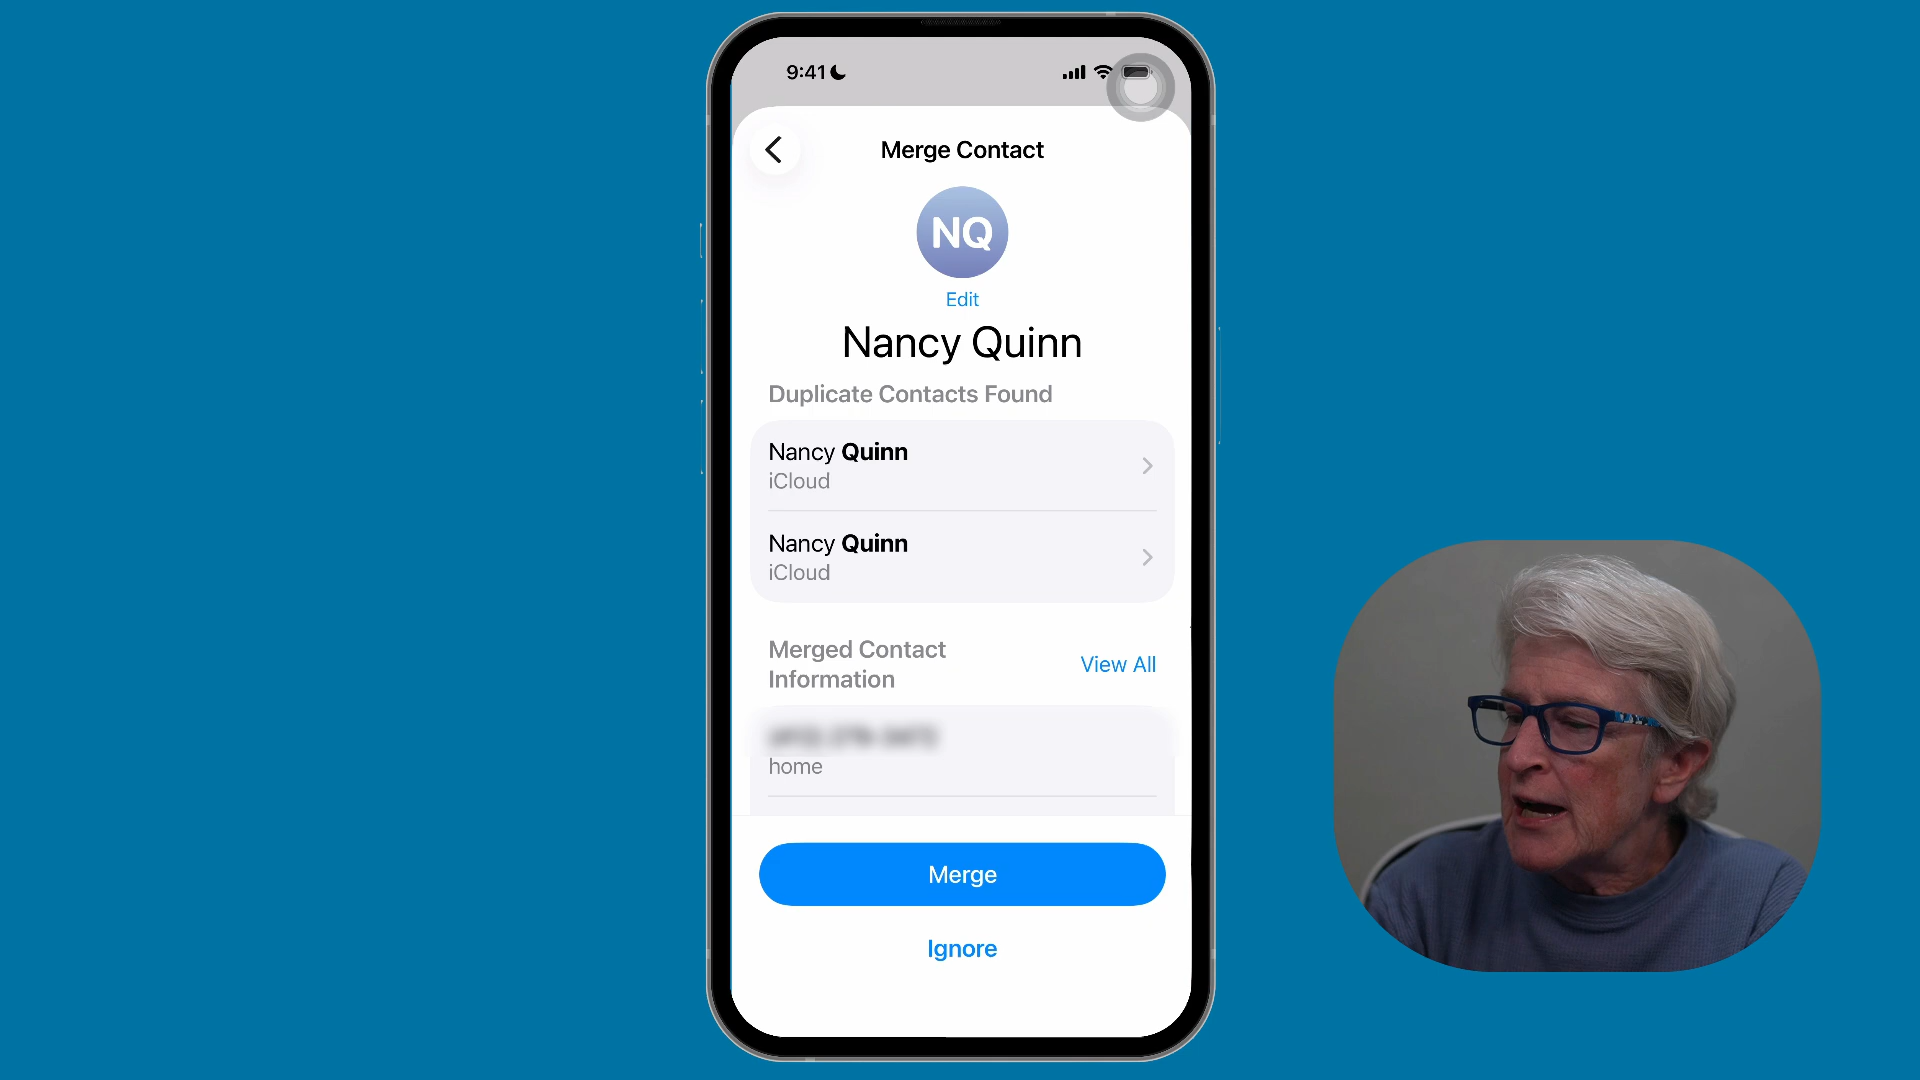 9:41
Merge Contact
NQ
Edit
Nancy Quinn
Duplicate Contacts Found
Nancy Quinn
iCloud
Nancy Quinn
iCloud
Merged Contact
Information
View All
home
Merge
Ignore